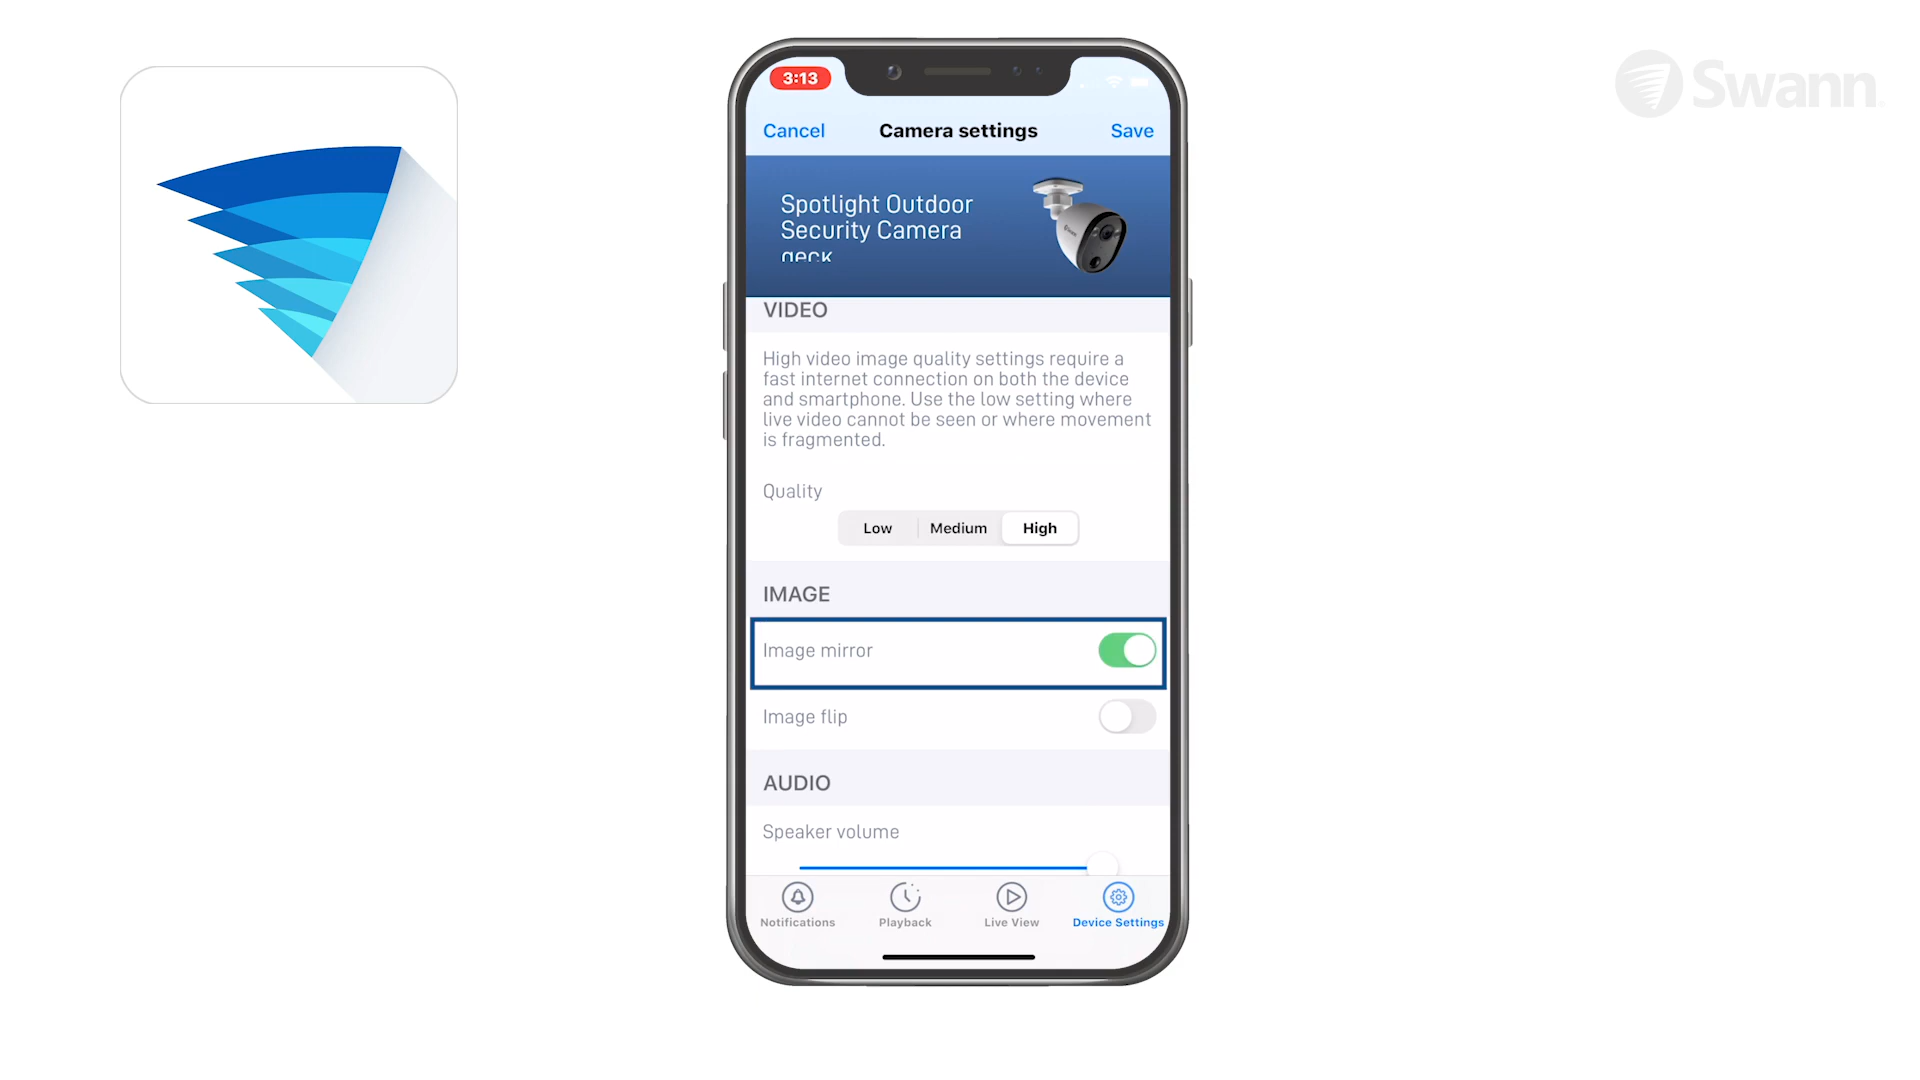 Swann
3:13
Cancel
Camera settings
Save
Spotlight Outdoor
Security Camera
VIDEO
High video image quality settings require a
fast internet connection on both the device
and smartphone. Use the low setting where
live video cannot be seen or where movement
is fragmented.
Quality
Low
Medium
High
IMAGE
Image mirror
Image flip
AUDIO
Speaker volume
Notifications
Playback
Live View
Device Settings